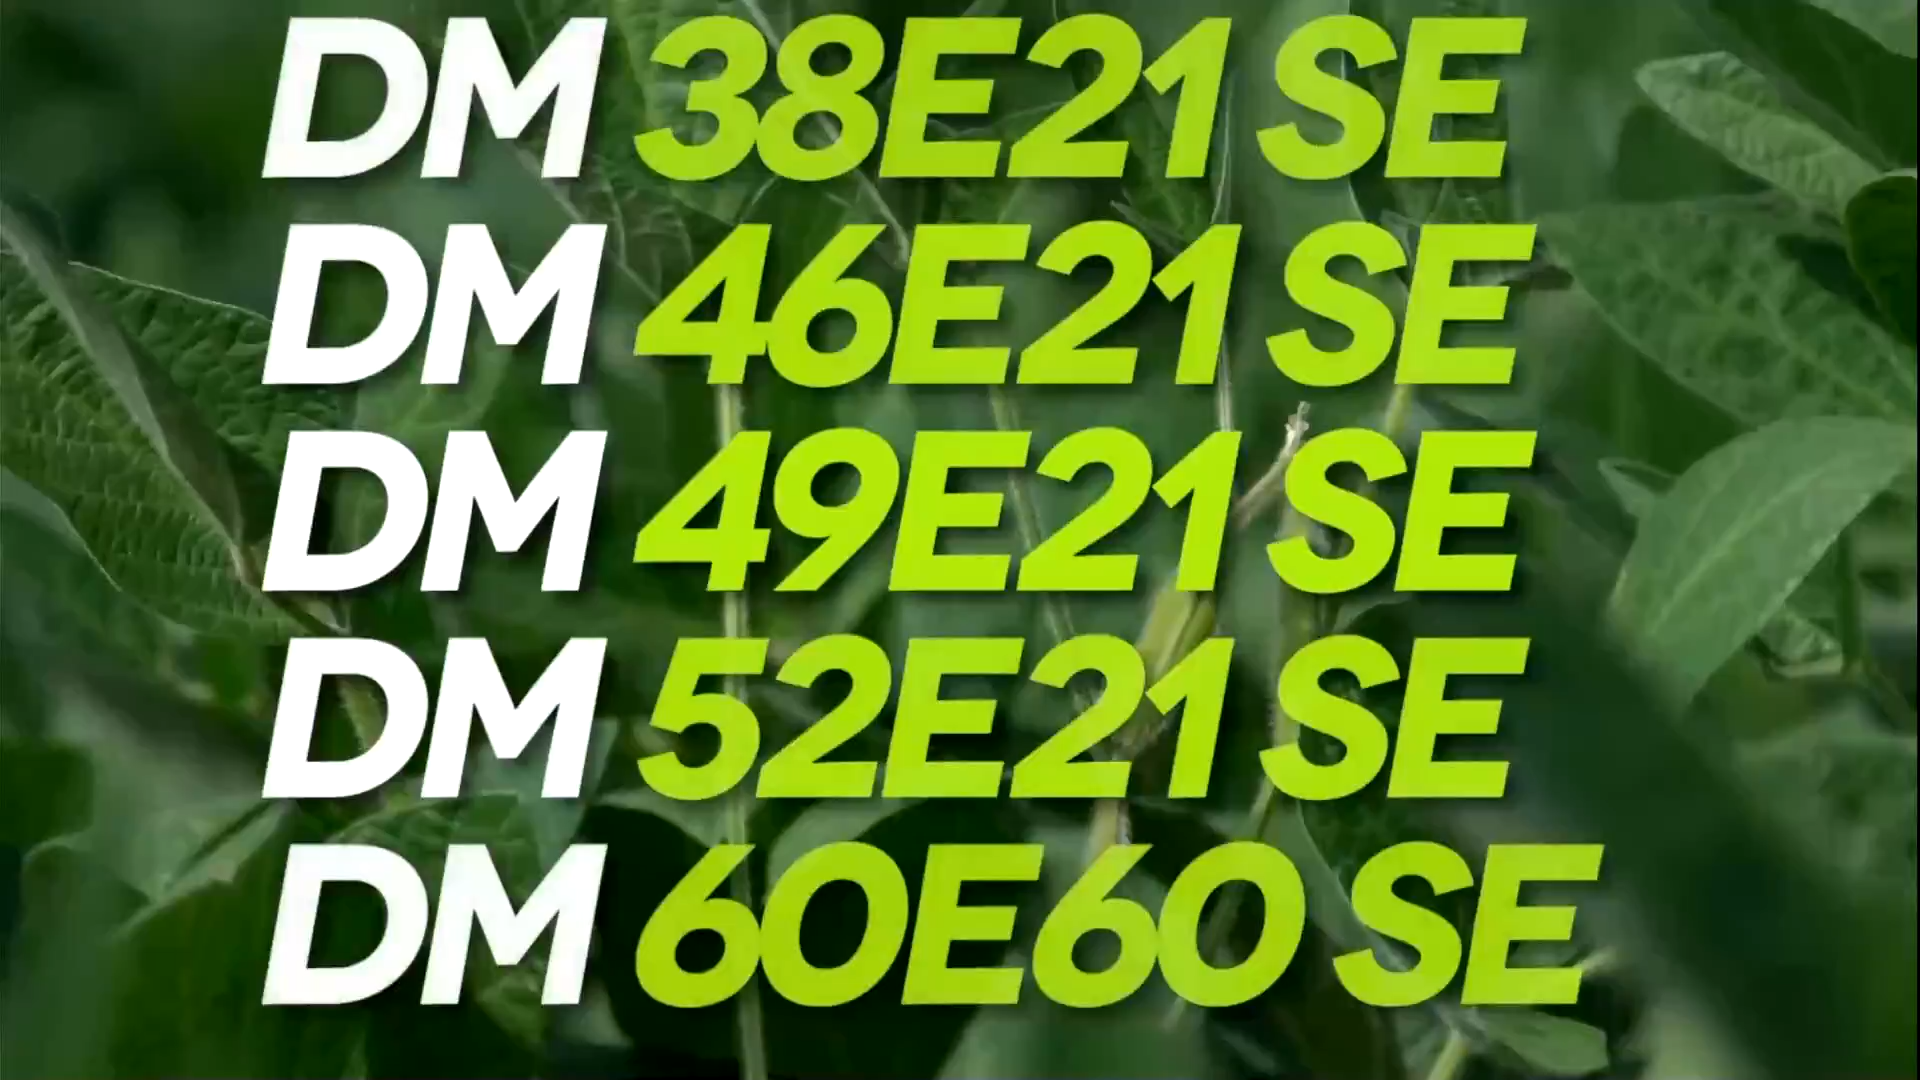 DM 38E21 SE
DM 46E21 SE
DM 49E21 SE
DM 52E21 SE
DM 60E60 SE